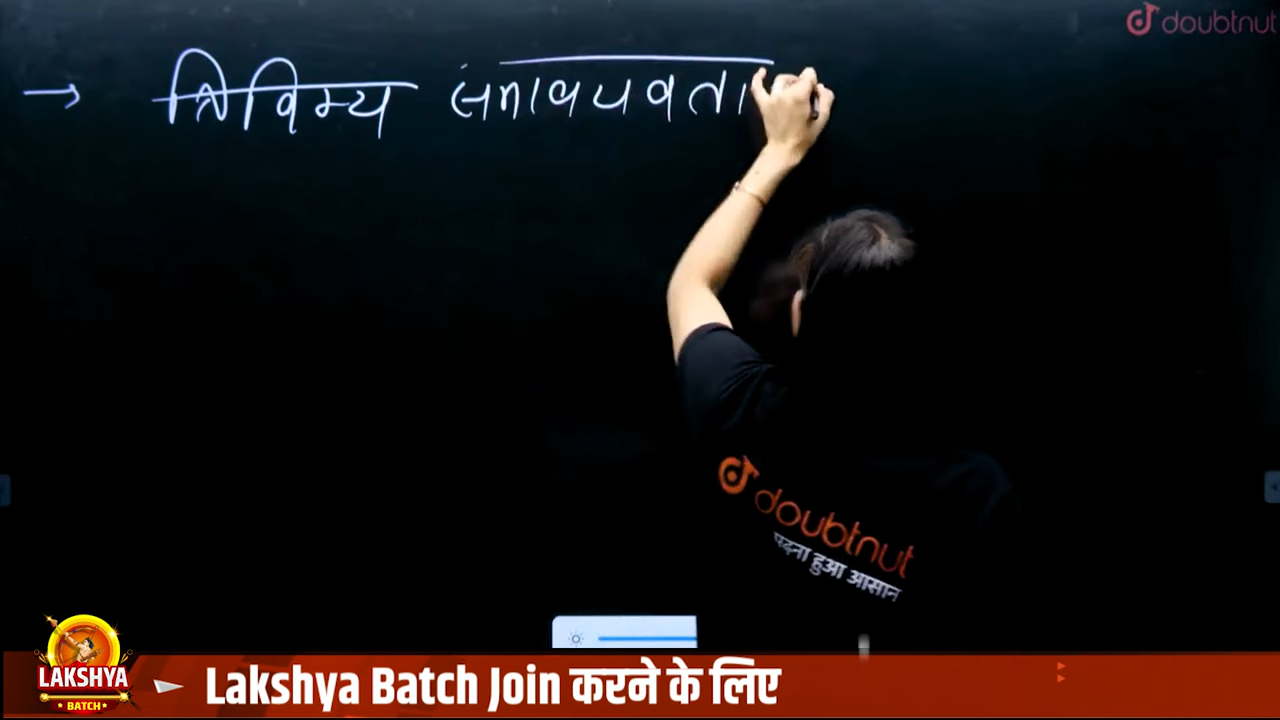 doubtnut
→ त्रिविम्य समावयवता
doubtnut
पढ़ना हुआ आसान
LAKSHYA
BATCH
Lakshya Batch Join करने के लिए